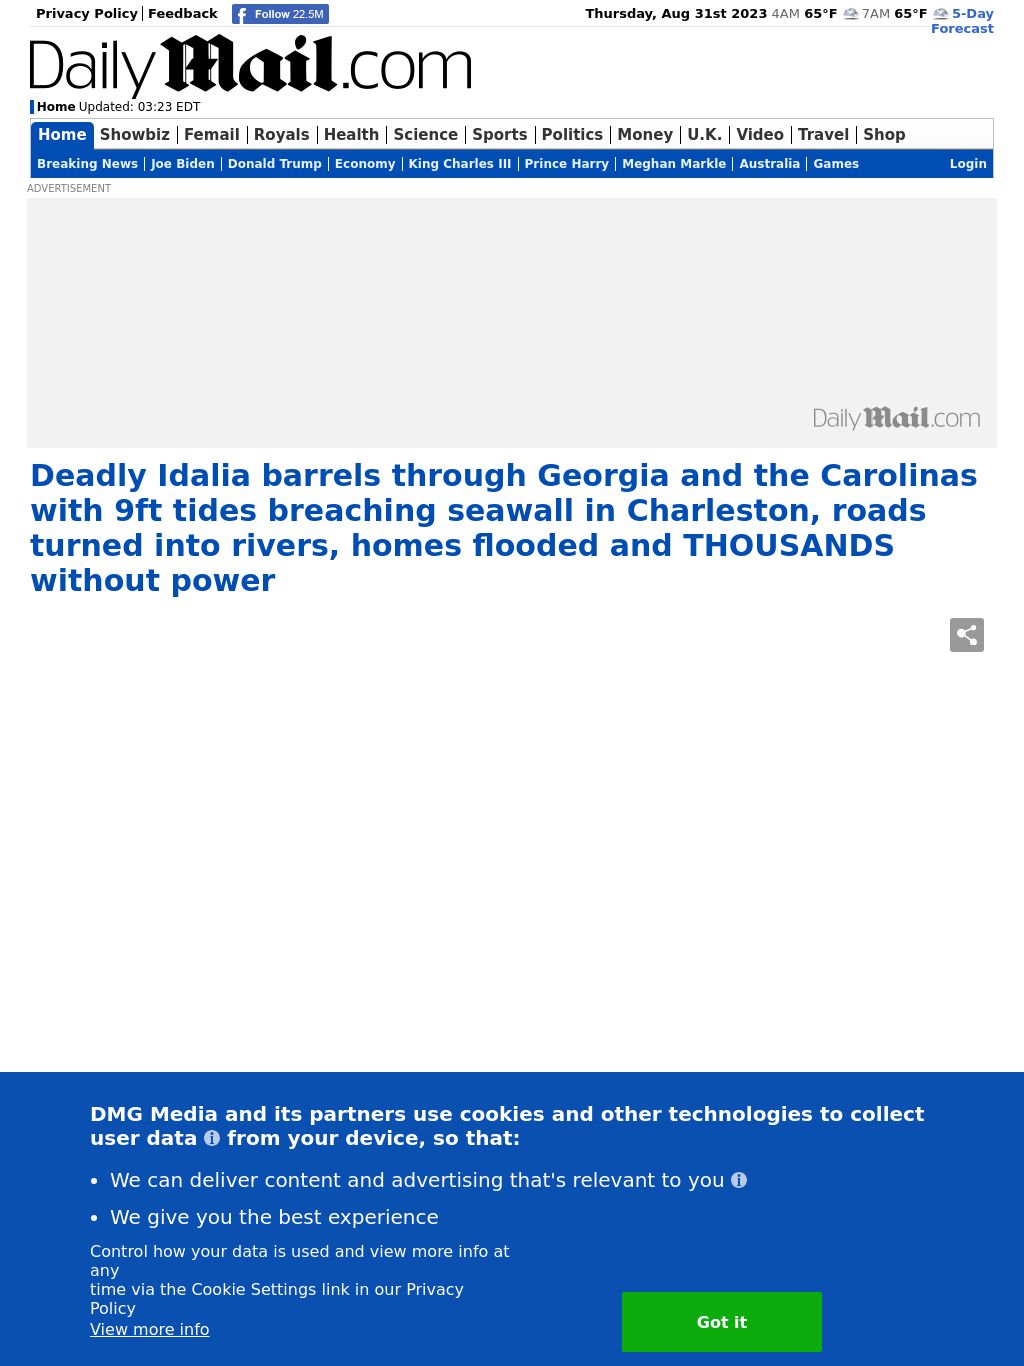 Privacy Policy Feedback Follow 22.5M Thursday, Aug 31st 2023 4AM 65°F 7AM 65°F 5-Day
Forecast
DailyMail.com
Home Updated: 03:23 EDT
Home Showbiz Femail Royals Health Science Sports Politics Money U.K. Video Travel Shop
Breaking News Joe Biden Donald Trump Economy King Charles III Prince Harry Meghan Markle Australia Games Login
ADVERTISEMENT
DailyMail.com
Deadly Idalia barrels through Georgia and the Carolinas
with 9ft tides breaching seawall in Charleston, roads
turned into rivers, homes flooded and THOUSANDS
without power
DMG Media and its partners use cookies and other technologies to collect
user data i from your device, so that:
• We can deliver content and advertising that's relevant to you i
• We give you the best experience
Control how your data is used and view more info at
any
time via the Cookie Settings link in our Privacy
Policy
View more info
Got it